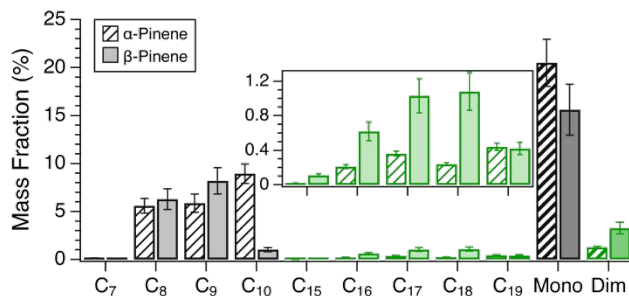 25
20
15
10
5
0
Mass Fraction (%)
α-Pinene
β-Pinene
1.2
0.8
0.4
0
C₇ C₈ C₉ C₁₀ C₁₅ C₁₆ C₁₇ C₁₈ C₁₉ Mono Dim